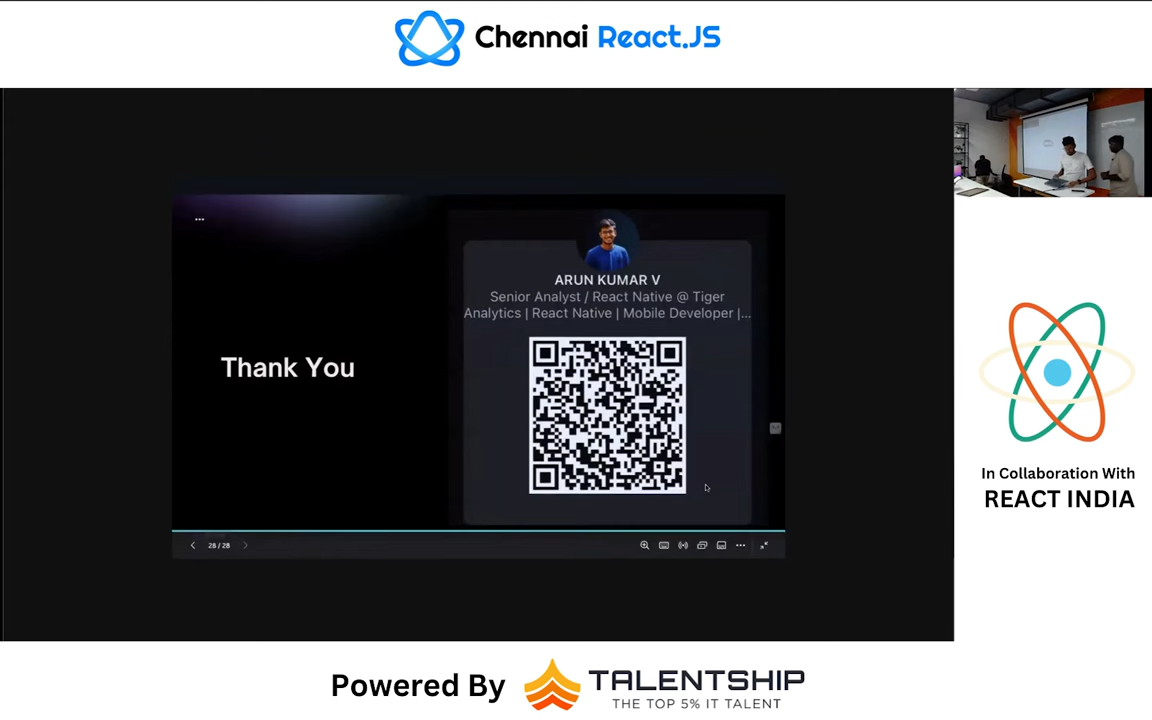 Chennai React.JS
ARUN KUMAR V
Senior Analyst / React Native @ Tiger
Analytics | React Native | Mobile Developer |...
Thank You
28 / 28
In Collaboration With
REACT INDIA
Powered By
TALENTSHIP
THE TOP 5% IT TALENT